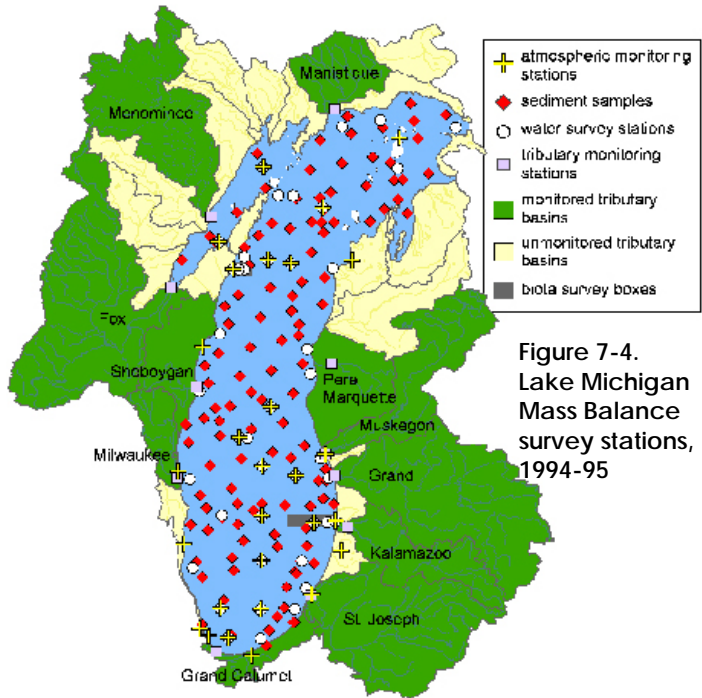 Manistique
Menominee
Fox
Sheboygan
Pere
Marquette
Muskegon
Milwaukee
Grand
Kalamazoo
St. Joseph
Grand Calumet
atmospheric monitoring
stations
sediment samples
water survey stations
tributary monitoring
stations
monitored tributary
basins
unmonitored tributary
basins
biota survey boxes
Figure 7-4.
Lake Michigan
Mass Balance
survey stations,
1994-95